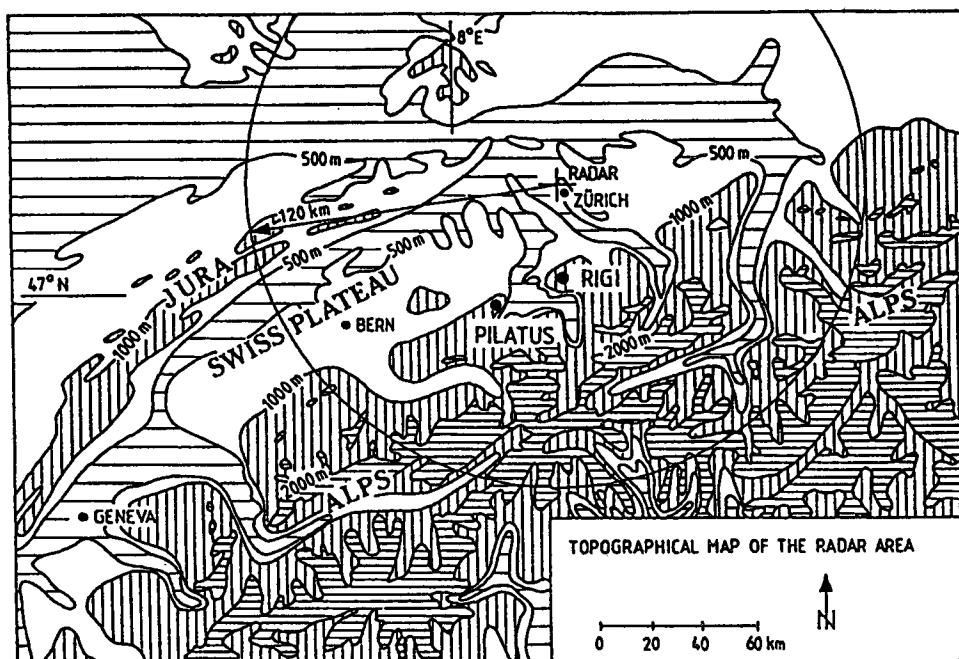 8°E
500 m
500 m
RADAR
ZÜRICH
120 km
1000 m
500 m
500 m
47°N
JURA
RIGI
ALPS
SWISS PLATEAU
BERN
PILATUS
1000 m
2000 m
1000 m
2000 m
ALPS
GENEVA
TOPOGRAPHICAL MAP OF THE RADAR AREA
N
0 20 40 60 km